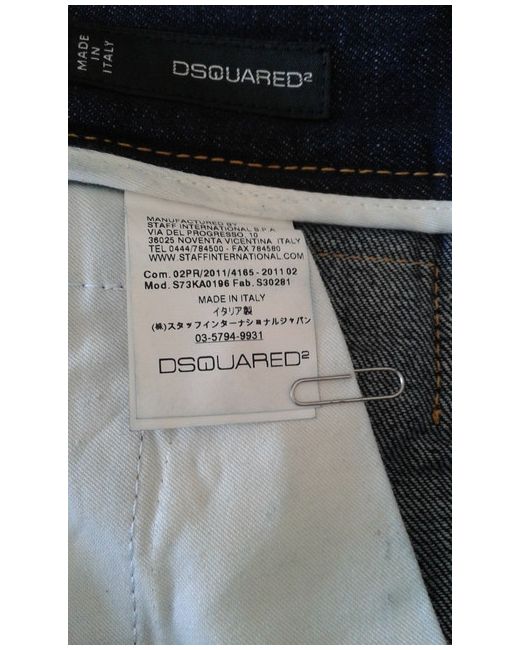 MADE
IN
ITALY
DSQUARED²
MANUFACTURED BY
STAFF INTERNATIONAL S.P.A
VIA DEL PROGRESSO, 10
36025 NOVENTA VICENTINA ITALY
TEL 0444/784500 - FAX 784580
WWW.STAFFINTERNATIONAL.COM
Com. 02PR/2011/4165 - 2011 02
Mod. S73KA0196 Fab. S30281
MADE IN ITALY
イタリア製
(株)スタッフインターナショナルジャパン
03-5794-9931
DSQUARED²